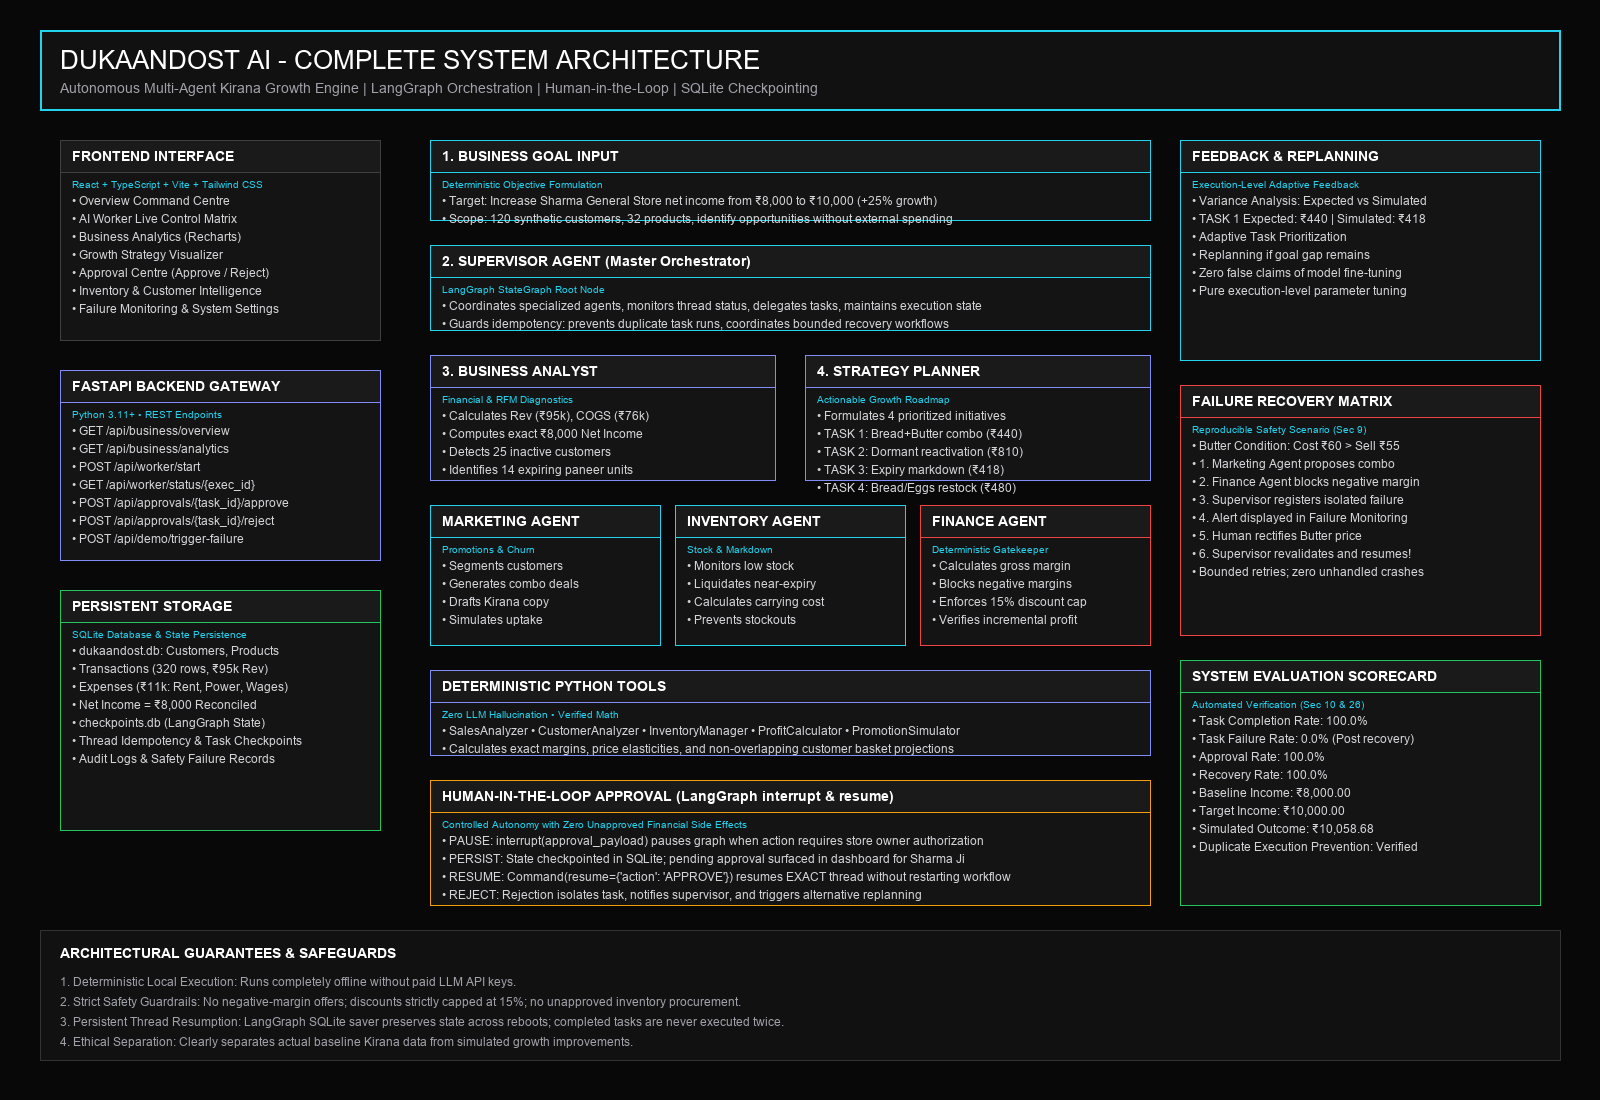 DUKAANDOST AI - COMPLETE SYSTEM ARCHITECTURE
Autonomous Multi-Agent Kirana Growth Engine | LangGraph Orchestration | Human-in-the-Loop | SQLite Checkpointing
FRONTEND INTERFACE
React + TypeScript + Vite + Tailwind CSS
• Overview Command Centre
• AI Worker Live Control Matrix
• Business Analytics (Recharts)
• Growth Strategy Visualizer
• Approval Centre (Approve / Reject)
• Inventory & Customer Intelligence
• Failure Monitoring & System Settings
FASTAPI BACKEND GATEWAY
Python 3.11+ • REST Endpoints
• GET /api/business/overview
• GET /api/business/analytics
• POST /api/worker/start
• GET /api/worker/status/{exec_id}
• POST /api/approvals/{task_id}/approve
• POST /api/approvals/{task_id}/reject
• POST /api/demo/trigger-failure
PERSISTENT STORAGE
SQLite Database & State Persistence
• dukaandost.db: Customers, Products
• Transactions (320 rows, ₹95k Rev)
• Expenses (₹11k: Rent, Power, Wages)
• Net Income = ₹8,000 Reconciled
• checkpoints.db (LangGraph State)
• Thread Idempotency & Task Checkpoints
• Audit Logs & Safety Failure Records
1. BUSINESS GOAL INPUT
Deterministic Objective Formulation
• Target: Increase Sharma General Store net income from ₹8,000 to ₹10,000 (+25% growth)
• Scope: 120 synthetic customers, 32 products, identify opportunities without external spending
2. SUPERVISOR AGENT (Master Orchestrator)
LangGraph StateGraph Root Node
• Coordinates specialized agents, monitors thread status, delegates tasks, maintains execution state
• Guards idempotency: prevents duplicate task runs, coordinates bounded recovery workflows
3. BUSINESS ANALYST
Financial & RFM Diagnostics
• Calculates Rev (₹95k), COGS (₹76k)
• Computes exact ₹8,000 Net Income
• Detects 25 inactive customers
• Identifies 14 expiring paneer units
4. STRATEGY PLANNER
Actionable Growth Roadmap
• Formulates 4 prioritized initiatives
• TASK 1: Bread+Butter combo (₹440)
• TASK 2: Dormant reactivation (₹810)
• TASK 3: Expiry markdown (₹418)
• TASK 4: Bread/Eggs restock (₹480)
MARKETING AGENT
Promotions & Churn
• Segments customers
• Generates combo deals
• Drafts Kirana copy
• Simulates uptake
INVENTORY AGENT
Stock & Markdown
• Monitors low stock
• Liquidates near-expiry
• Calculates carrying cost
• Prevents stockouts
FINANCE AGENT
Deterministic Gatekeeper
• Calculates gross margin
• Blocks negative margins
• Enforces 15% discount cap
• Verifies incremental profit
DETERMINISTIC PYTHON TOOLS
Zero LLM Hallucination • Verified Math
• SalesAnalyzer • CustomerAnalyzer • InventoryManager • ProfitCalculator • PromotionSimulator
• Calculates exact margins, price elasticities, and non-overlapping customer basket projections
HUMAN-IN-THE-LOOP APPROVAL (LangGraph interrupt & resume)
Controlled Autonomy with Zero Unapproved Financial Side Effects
• PAUSE: interrupt(approval_payload) pauses graph when action requires store owner authorization
• PERSIST: State checkpointed in SQLite; pending approval surfaced in dashboard for Sharma Ji
• RESUME: Command(resume={'action': 'APPROVE'}) resumes EXACT thread without restarting workflow
• REJECT: Rejection isolates task, notifies supervisor, and triggers alternative replanning
FEEDBACK & REPLANNING
Execution-Level Adaptive Feedback
• Variance Analysis: Expected vs Simulated
• TASK 1 Expected: ₹440 | Simulated: ₹418
• Adaptive Task Prioritization
• Replanning if goal gap remains
• Zero false claims of model fine-tuning
• Pure execution-level parameter tuning
FAILURE RECOVERY MATRIX
Reproducible Safety Scenario (Sec 9)
• Butter Condition: Cost ₹60 > Sell ₹55
• 1. Marketing Agent proposes combo
• 2. Finance Agent blocks negative margin
• 3. Supervisor registers isolated failure
• 4. Alert displayed in Failure Monitoring
• 5. Human rectifies Butter price
• 6. Supervisor revalidates and resumes!
• Bounded retries; zero unhandled crashes
SYSTEM EVALUATION SCORECARD
Automated Verification (Sec 10 & 26)
• Task Completion Rate: 100.0%
• Task Failure Rate: 0.0% (Post recovery)
• Approval Rate: 100.0%
• Recovery Rate: 100.0%
• Baseline Income: ₹8,000.00
• Target Income: ₹10,000.00
• Simulated Outcome: ₹10,058.68
• Duplicate Execution Prevention: Verified
ARCHITECTURAL GUARANTEES & SAFEGUARDS
1. Deterministic Local Execution: Runs completely offline without paid LLM API keys.
2. Strict Safety Guardrails: No negative-margin offers; discounts strictly capped at 15%; no unapproved inventory procurement.
3. Persistent Thread Resumption: LangGraph SQLite saver preserves state across reboots; completed tasks are never executed twice.
4. Ethical Separation: Clearly separates actual baseline Kirana data from simulated growth improvements.